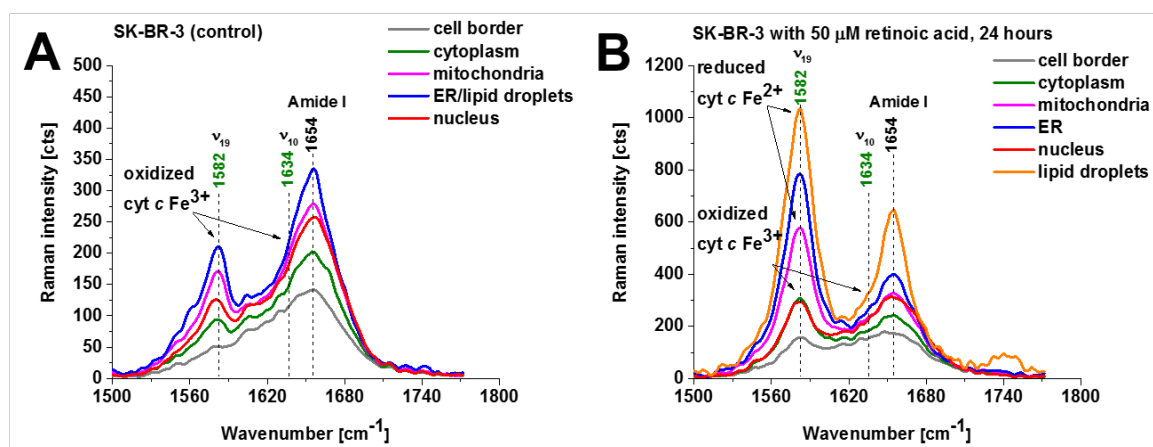 A
SK-BR-3 (control)
cell border
cytoplasm
mitochondria
ER/lipid droplets
nucleus
ν19
1582
ν10
1634
Amide I
1654
oxidized
cyt c Fe3+
500
450
400
350
300
250
200
150
100
50
0
Raman intensity [cts]
1500 1560 1620 1680 1740 1800
Wavenumber [cm-1]
B
SK-BR-3 with 50 μM retinoic acid, 24 hours
cell border
cytoplasm
mitochondria
ER
nucleus
lipid droplets
reduced
cyt c Fe2+
ν19
1582
ν10
1634
Amide I
1654
oxidized
cyt c Fe3+
1200
1000
800
600
400
200
0
Raman intensity [cts]
1500 1560 1620 1680 1740 1800
Wavenumber [cm-1]